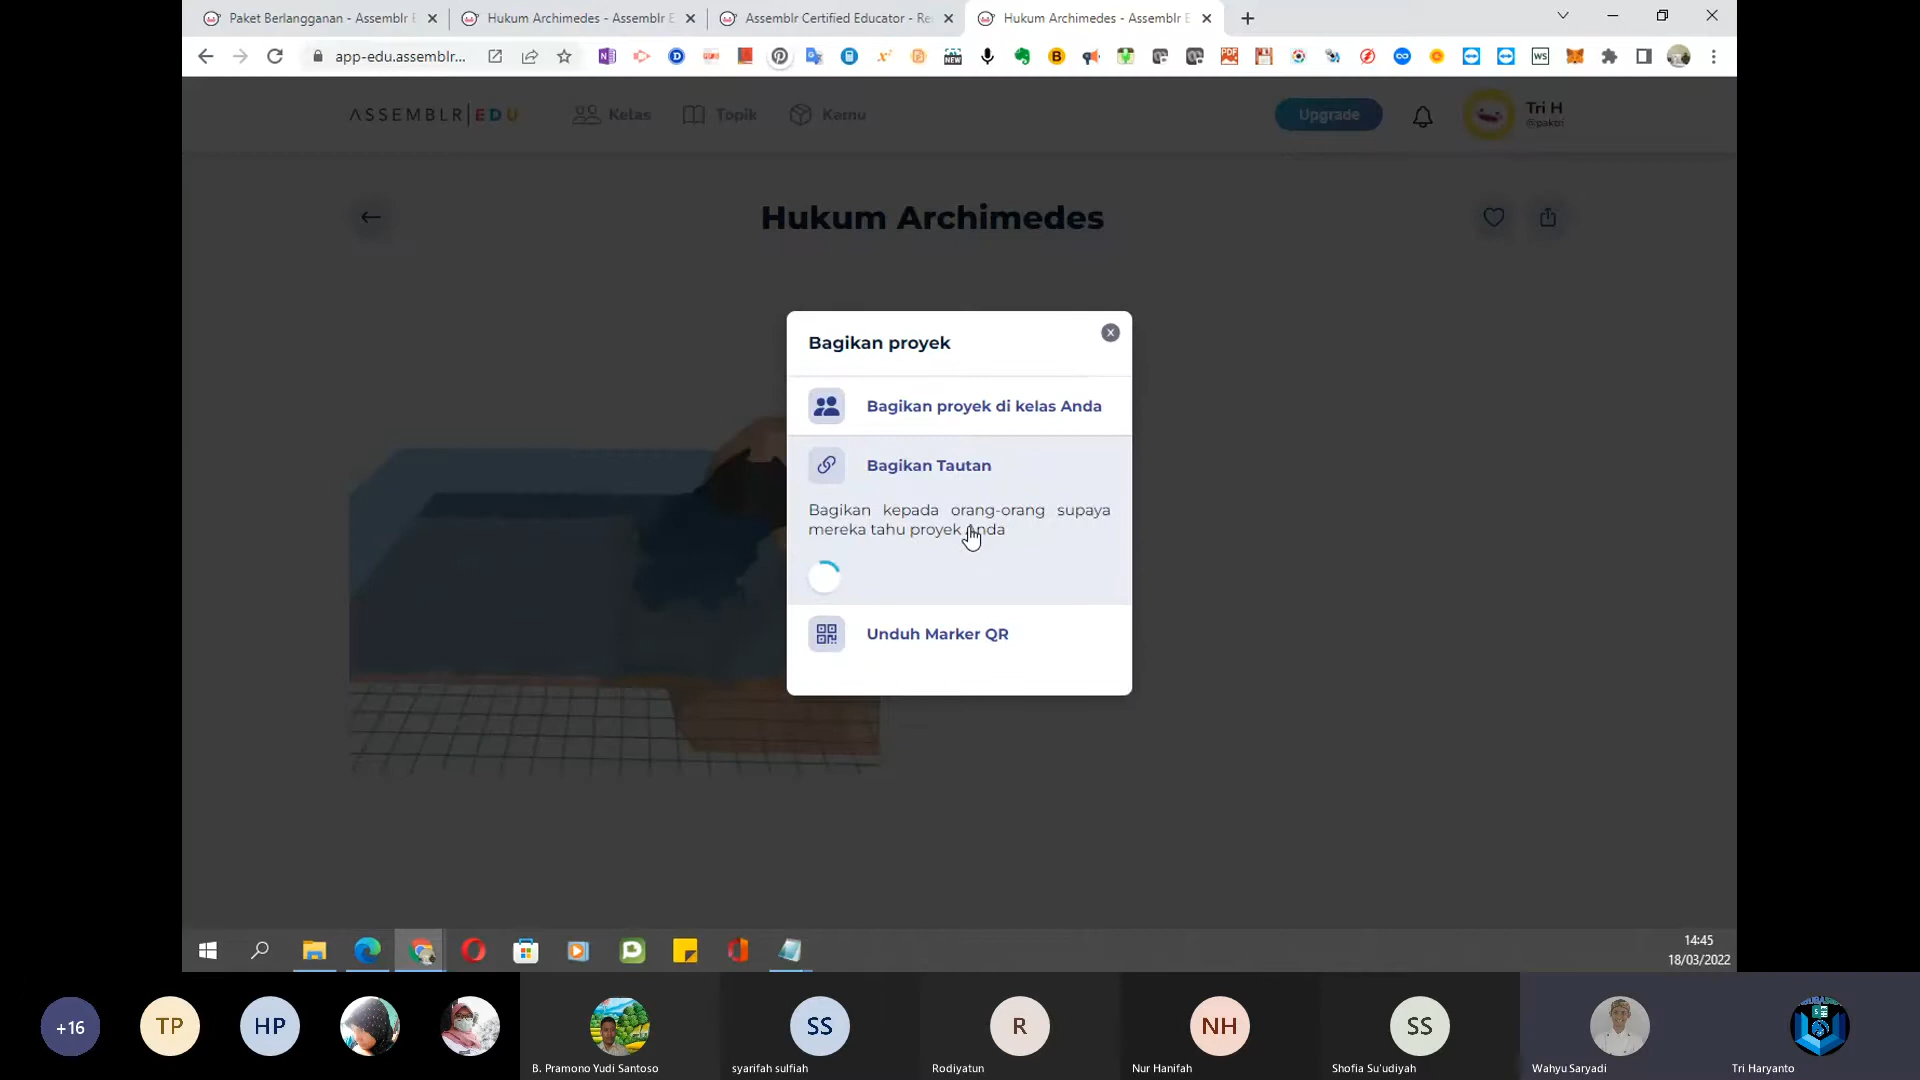 Paket Berlangganan - Assemblr E
Hukum Archimedes - Assemblr E
Assemblr Certified Educator - Re
Hukum Archimedes - Assemblr E
app-edu.assemblr...
ASSEMBLR|EDU
Kelas
Topik
Kamu
Upgrade
Tri H
@paktri
Hukum Archimedes
Bagikan proyek
Bagikan proyek di kelas Anda
Bagikan Tautan
Bagikan kepada orang-orang supaya
mereka tahu proyek Anda
Unduh Marker QR
14:45
18/03/2022
+16
TP
HP
SS
R
NH
SS
B. Pramono Yudi Santoso
syarifah sulfiah
Rodiyatun
Nur Hanifah
Shofia Su'udiyah
Wahyu Saryadi
Tri Haryanto